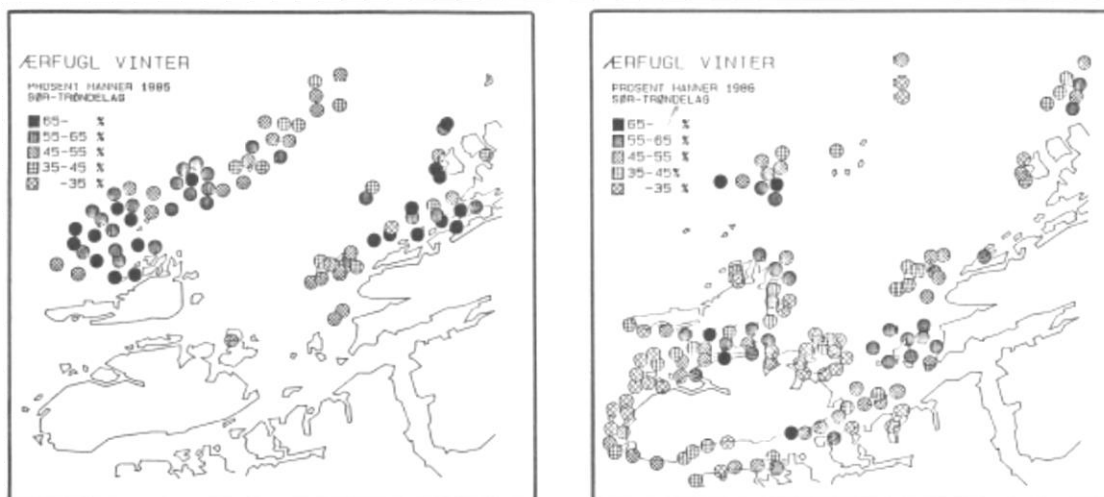 ÆRFUGL VINTER
PROSENT HANNER 1985
SØR-TRØNDELAG
65- %
55-65 %
45-55 %
35-45 %
-35 %
ÆRFUGL VINTER
PROSENT HANNER 1986
SØR-TRØNDELAG
65- %
55-65 %
45-55 %
35-45%
-35 %